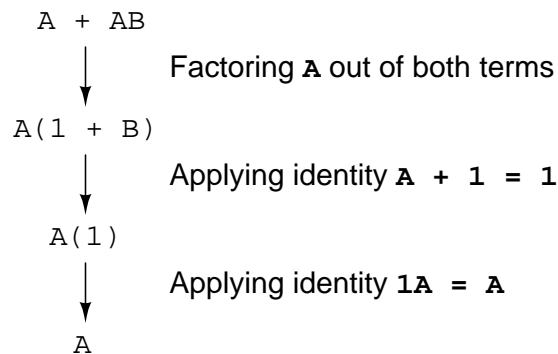 A + AB
Factoring A out of both terms
A(1 + B)
Applying identity A + 1 = 1
A(1)
Applying identity 1A = A
A